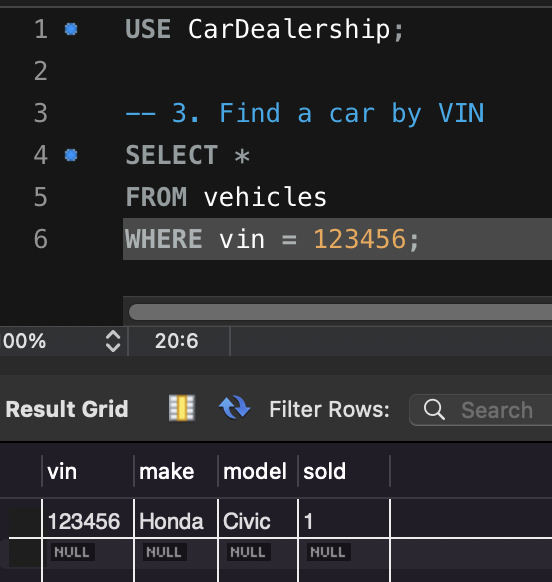 1 USE CarDealership;
2
3 -- 3. Find a car by VIN
4 SELECT *
5 FROM vehicles
6 WHERE vin = 123456;
00% 20:6
Result Grid Filter Rows: Search
vin make model sold
123456 Honda Civic 1
NULL NULL NULL NULL